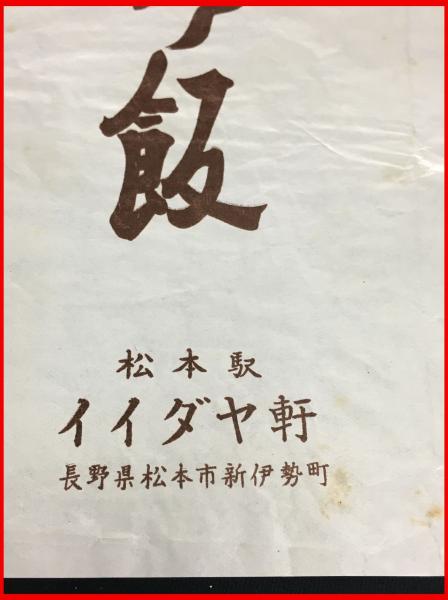 飯
松本駅
イイダヤ軒
長野県松本市新伊勢町